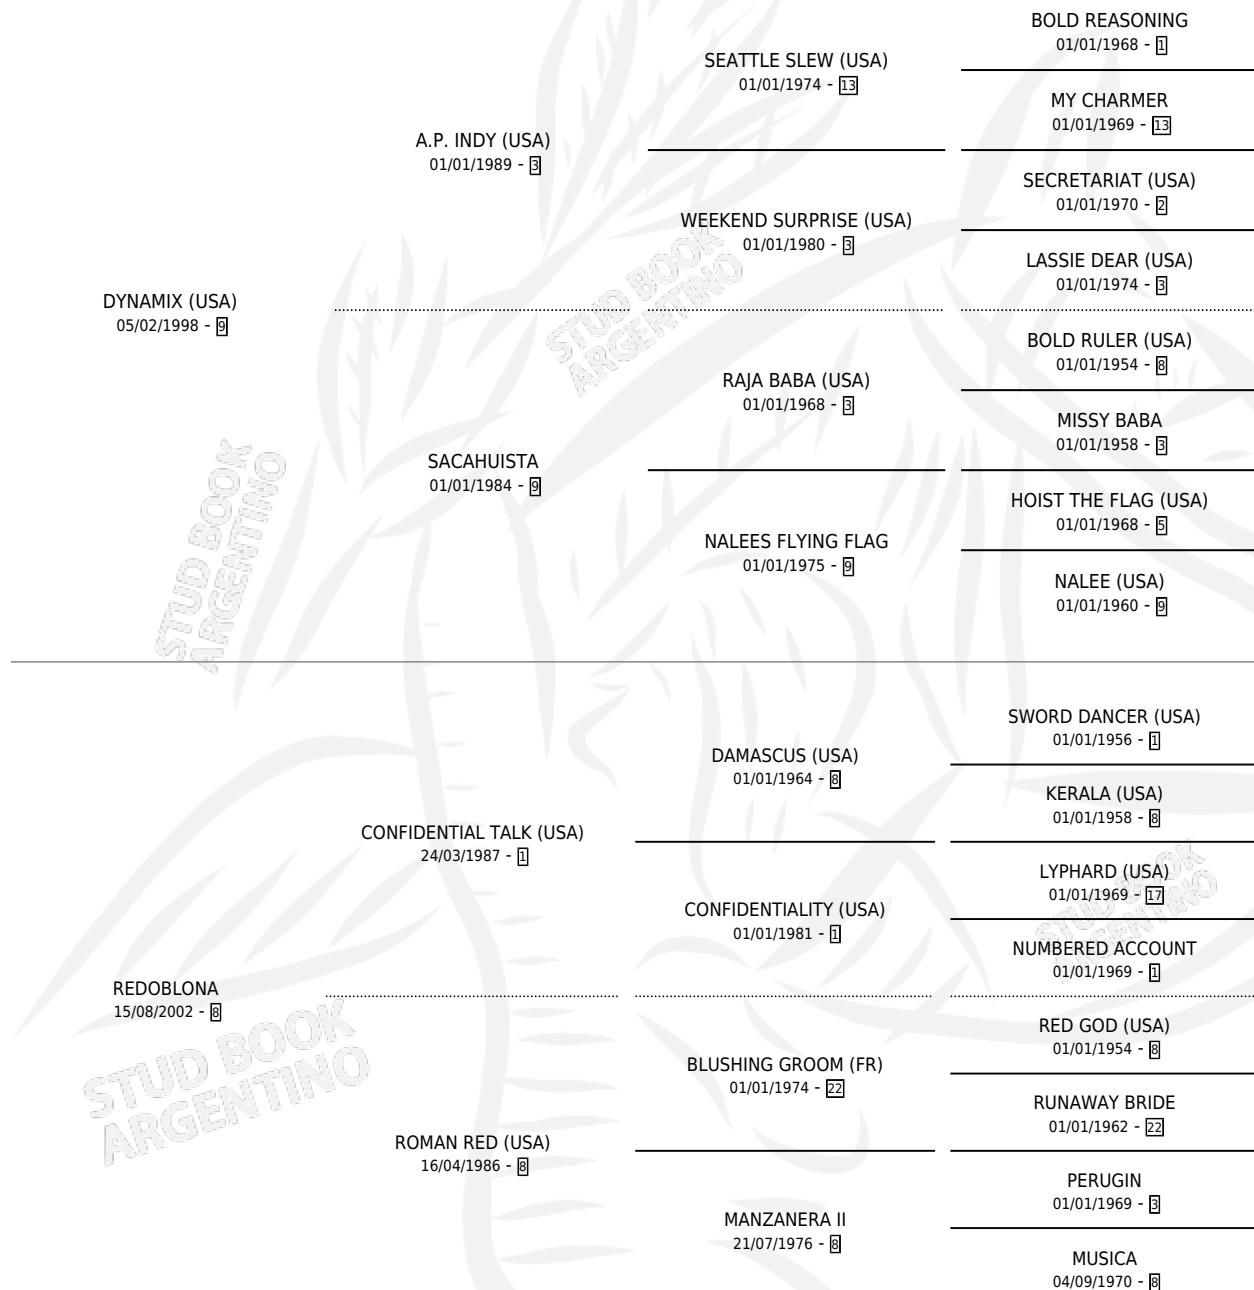 BOLD REASONING
01/01/1968 - 1
SEATTLE SLEW (USA)
01/01/1974 - 13
MY CHARMER
01/01/1969 - 13
A.P. INDY (USA)
01/01/1989 - 3
SECRETARIAT (USA)
01/01/1970 - 2
WEEKEND SURPRISE (USA)
01/01/1980 - 3
LASSIE DEAR (USA)
01/01/1974 - 3
STUD BOOK
ARGENTINO
DYNAMIX (USA)
05/02/1998 - 9
BOLD RULER (USA)
01/01/1954 - 8
RAJA BABA (USA)
01/01/1968 - 3
MISSY BABA
01/01/1958 - 3
SACAHUISTA
01/01/1984 - 9
HOIST THE FLAG (USA)
01/01/1968 - 5
NALEES FLYING FLAG
01/01/1975 - 9
NALEE (USA)
01/01/1960 - 9
STUD BOOK
ARGENTINO
SWORD DANCER (USA)
01/01/1956 - 1
DAMASCUS (USA)
01/01/1964 - 8
KERALA (USA)
01/01/1958 - 8
CONFIDENTIAL TALK (USA)
24/03/1987 - 1
LYPHARD (USA)
01/01/1969 - 17
CONFIDENTIALITY (USA)
01/01/1981 - 1
STUD BOOK
ARGENTINO
NUMBERED ACCOUNT
01/01/1969 - 1
REDOBLONA
15/08/2002 - 8
RED GOD (USA)
01/01/1954 - 8
BLUSHING GROOM (FR)
01/01/1974 - 22
RUNAWAY BRIDE
01/01/1962 - 22
STUD BOOK
ARGENTINO
ROMAN RED (USA)
16/04/1986 - 8
PERUGIN
01/01/1969 - 3
MANZANERA II
21/07/1976 - 8
MUSICA
04/09/1970 - 8